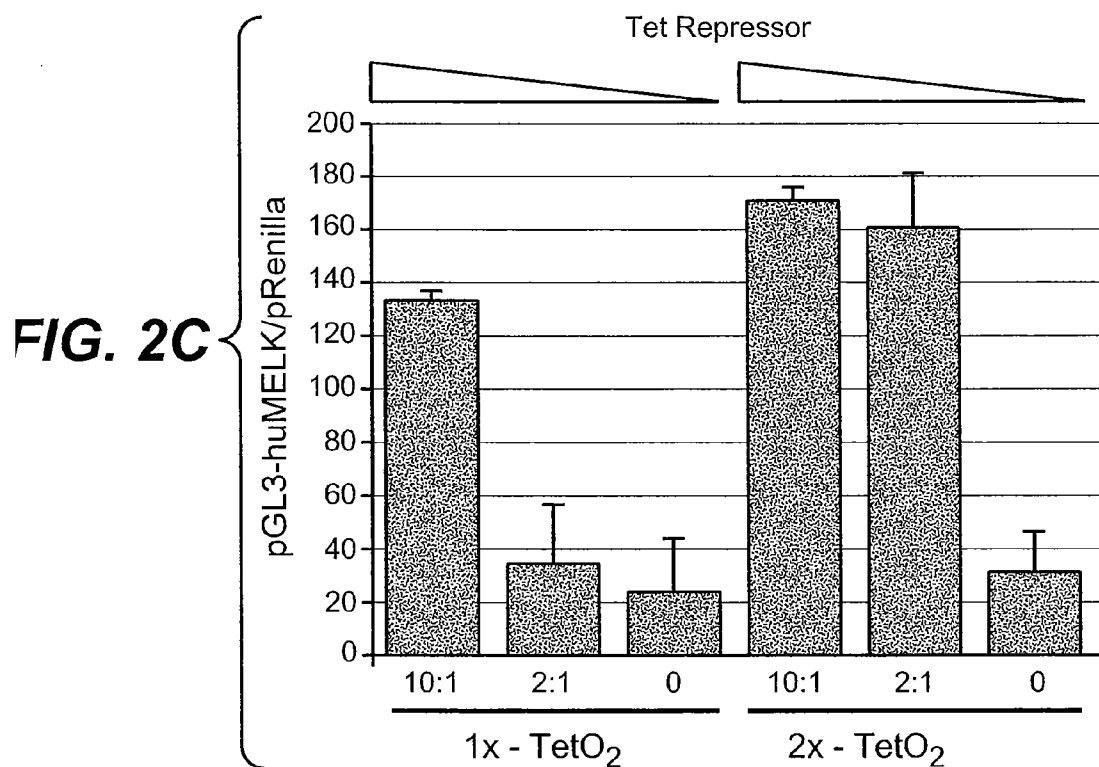 Tet Repressor
FIG. 2C
pGL3-huMELK/pRenilla
200
180
160
140
120
100
80
60
40
20
0
10:1 2:1 0 10:1 2:1 0
1x - TetO₂ 2x - TetO₂